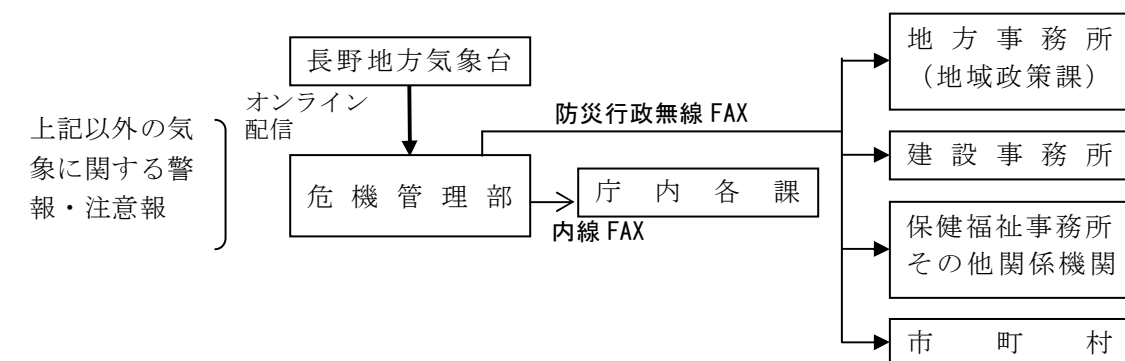 上記以外の気
象に関する警
報・注意報
長野地方気象台
オンライン
配信
危機管理部
防災行政無線 FAX
庁内各課
内線 FAX
地方事務所
（地域政策課）
建設事務所
保健福祉事務所
その他関係機関
市町村